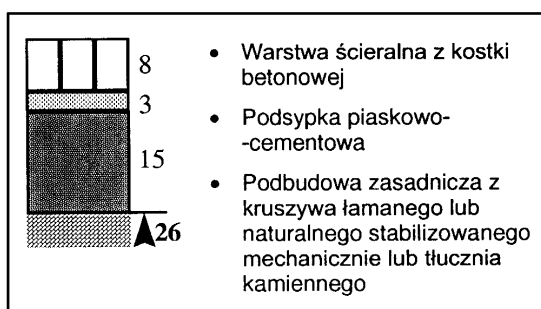 8
3
15
26
• Warstwa ścieralna z kostki
betonowej
• Podsypka piaskowo-
-cementowa
• Podbudowa zasadnicza z
kruszywa łamanego lub
naturalnego stabilizowanego
mechanicznie lub tłucznia
kamiennego